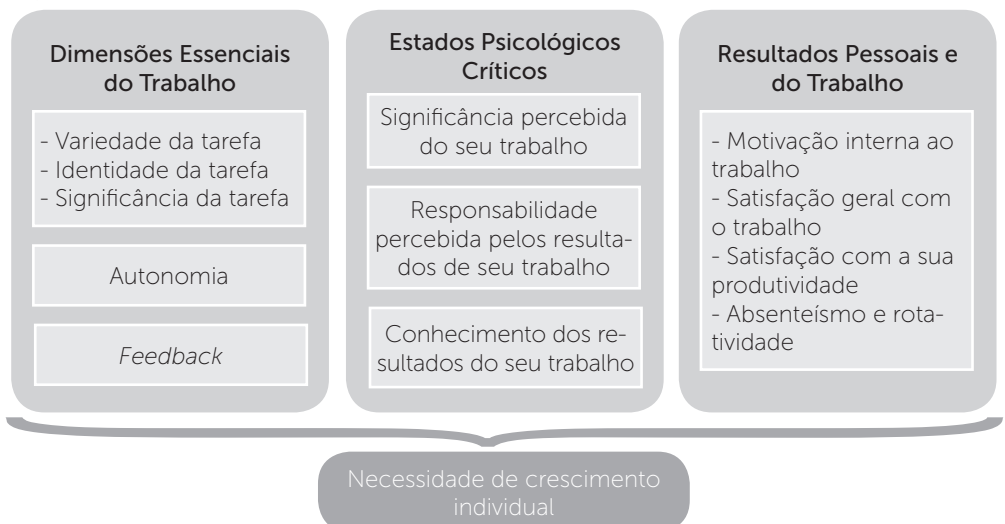 Dimensões Essenciais
do Trabalho
- Variedade da tarefa
- Identidade da tarefa
- Significância da tarefa
Autonomia
Feedback
Estados Psicológicos
Críticos
Significância percebida
do seu trabalho
Responsabilidade
percebida pelos resulta-
dos de seu trabalho
Conhecimento dos re-
sultados do seu trabalho
Resultados Pessoais e
do Trabalho
- Motivação interna ao
trabalho
- Satisfação geral com
o trabalho
- Satisfação com a sua
produtividade
- Absenteísmo e rota-
tividade
Necessidade de crescimento
individual